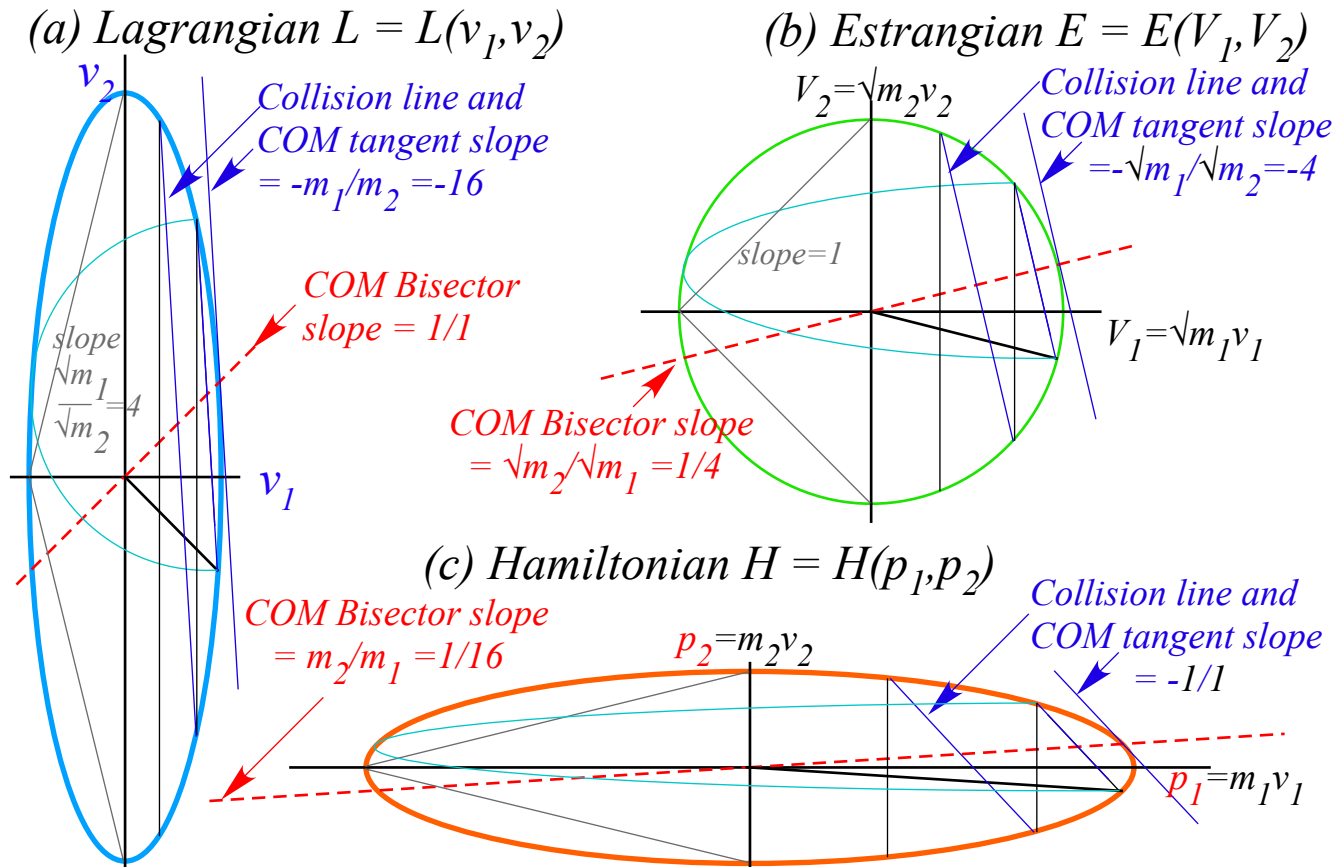 (a) Lagrangian L = L(v₁,v₂)
v₂
Collision line and
COM tangent slope
= -m₁/m₂ =-16
COM Bisector
slope = 1/1
slope
√m₁
√m₂
=4
v₁
(b) Estrangian E = E(V₁,V₂)
V₂=√m₂v₂
Collision line and
COM tangent slope
=-√m₁/√m₂=-4
slope=1
V₁=√m₁v₁
COM Bisector slope
= √m₂/√m₁ =1/4
(c) Hamiltonian H = H(p₁,p₂)
COM Bisector slope
= m₂/m₁ =1/16
p₂=m₂v₂
Collision line and
COM tangent slope
= -1/1
p₁=m₁v₁